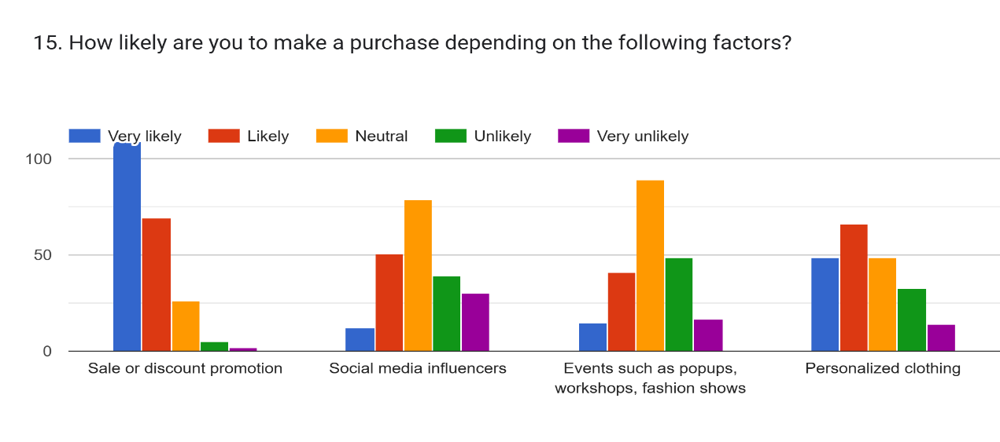 15. How likely are you to make a purchase depending on the following factors?
Very likely Likely Neutral Unlikely Very unlikely
100
50
0
Sale or discount promotion Social media influencers Events such as popups, Personalized clothing
workshops, fashion shows